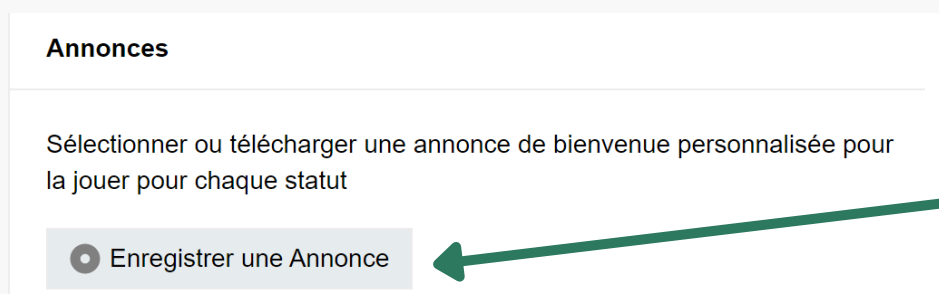 Annonces
Sélectionner ou télécharger une annonce de bienvenue personnalisée pour
la jouer pour chaque statut
Enregistrer une Annonce